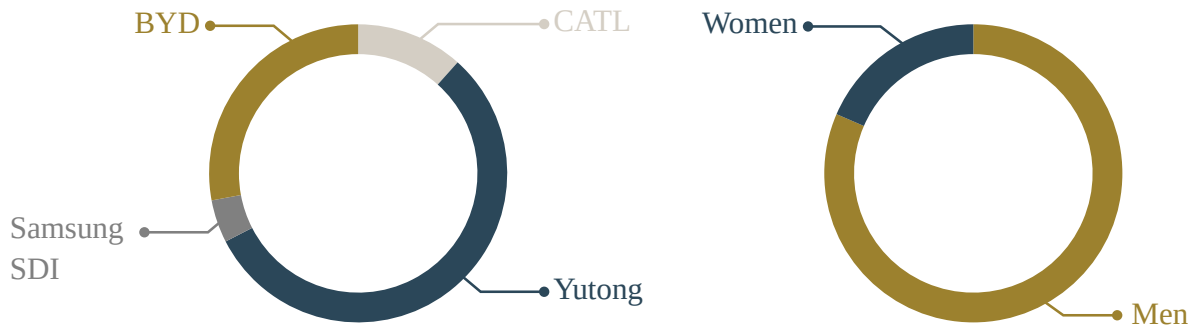 BYD
CATL
Samsung
SDI
Yutong
Women
Men